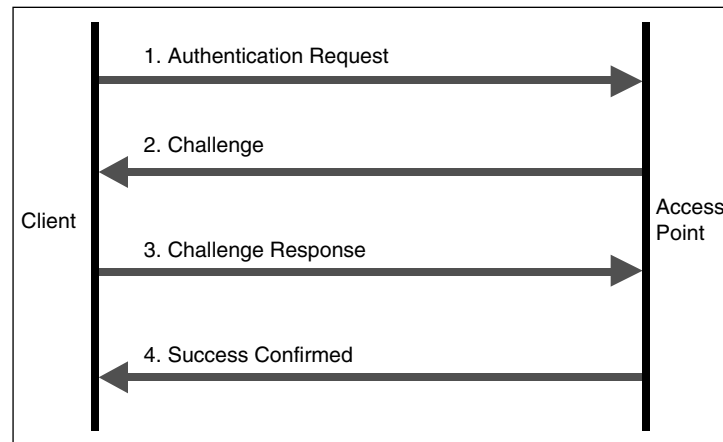 1. Authentication Request
2. Challenge
Client
Access
Point
3. Challenge Response
4. Success Confirmed